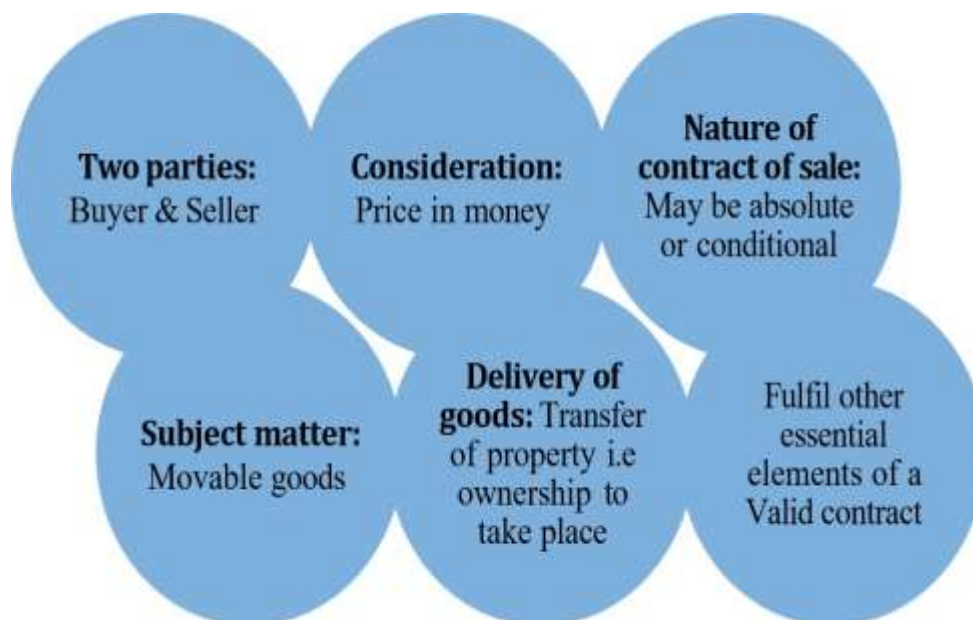 Two parties:
Buyer & Seller
Consideration:
Price in money
Nature of
contract of sale:
May be absolute
or conditional
Subject matter:
Movable goods
Delivery of
goods: Transfer
of property i.e
ownership to
take place
Fulfil other
essential
elements of a
Valid contract